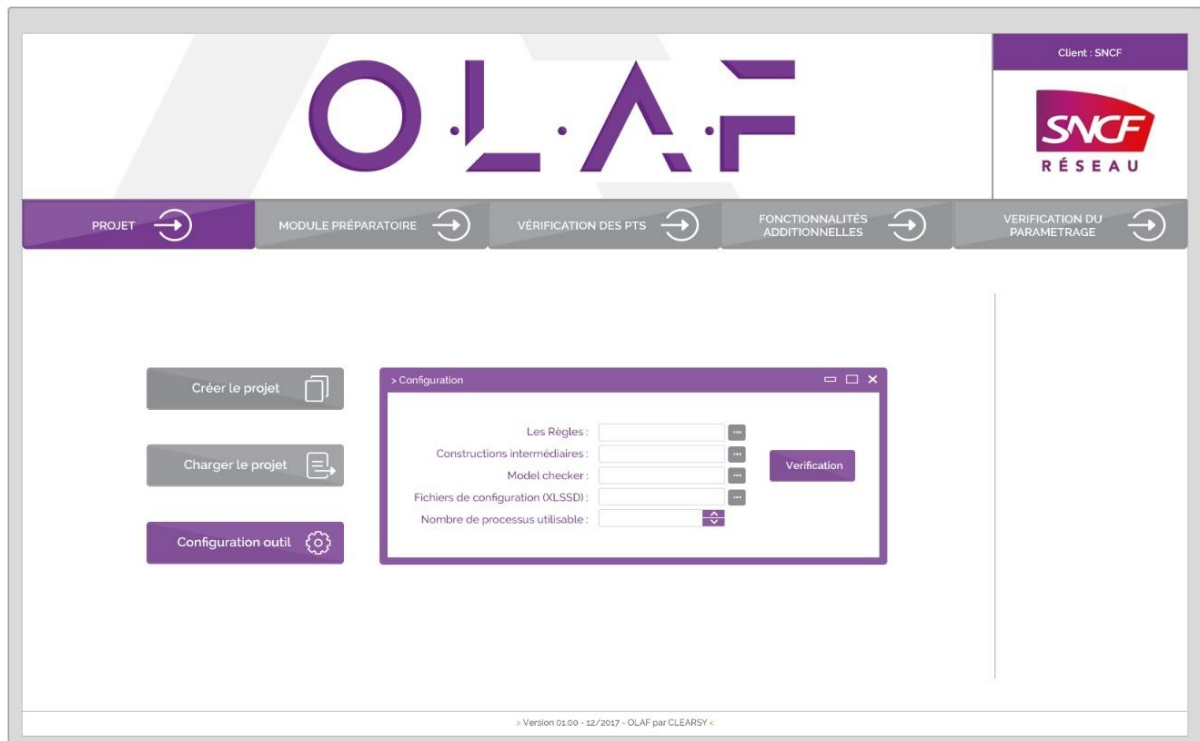 O.L.A.F
Client : SNCF
SNCF
RÉSEAU
PROJET
MODULE PRÉPARATOIRE
VÉRIFICATION DES PTS
FONCTIONNALITÉS
ADDITIONNELLES
VERIFICATION DU
PARAMETRAGE
Créer le projet
Charger le projet
Configuration outil
> Configuration
Les Règles :
Constructions intermédiaires :
Model checker :
Fichiers de configuration (XLSSD) :
Nombre de processus utilisable :
Verification
> Version 01.00 - 12/2017 - OLAF par CLEARSY <